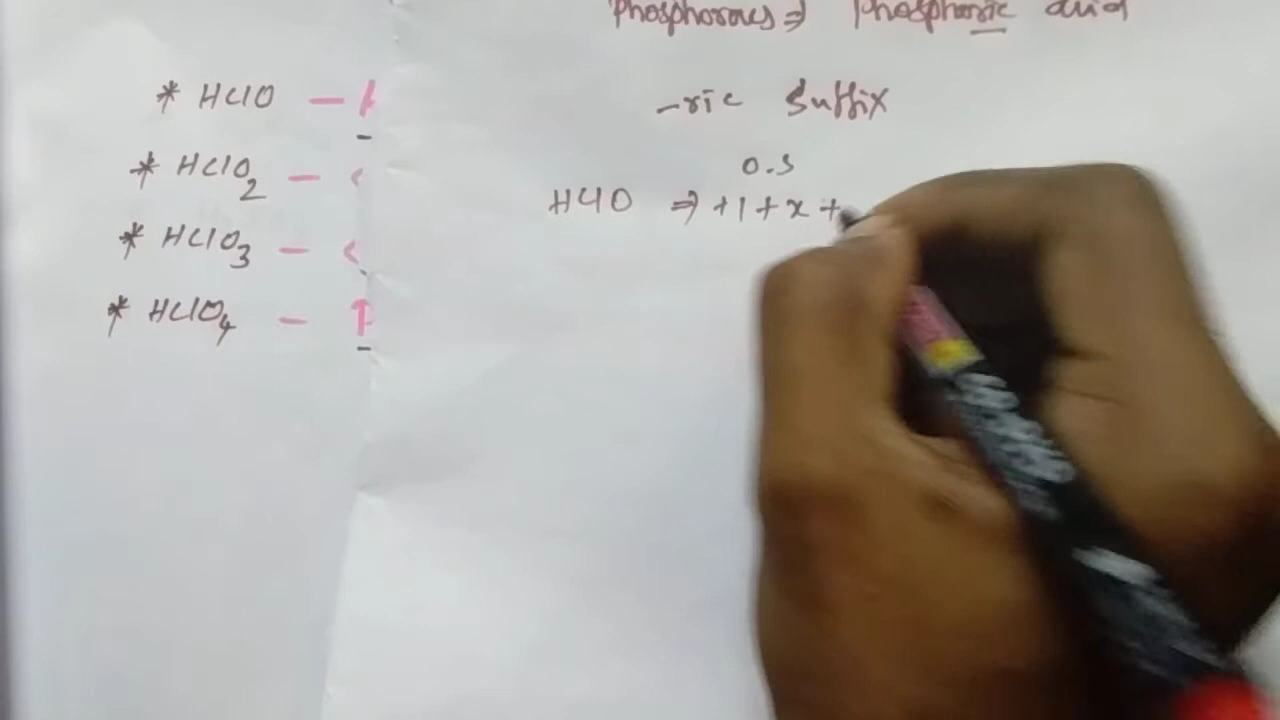 Phosphorous ⇒ Phosphoric acid
-ric Suffix
* HClO -
* HClO2 -
* HClO3 -
* HClO4 -
O.S
HClO ⇒ +1 + x +